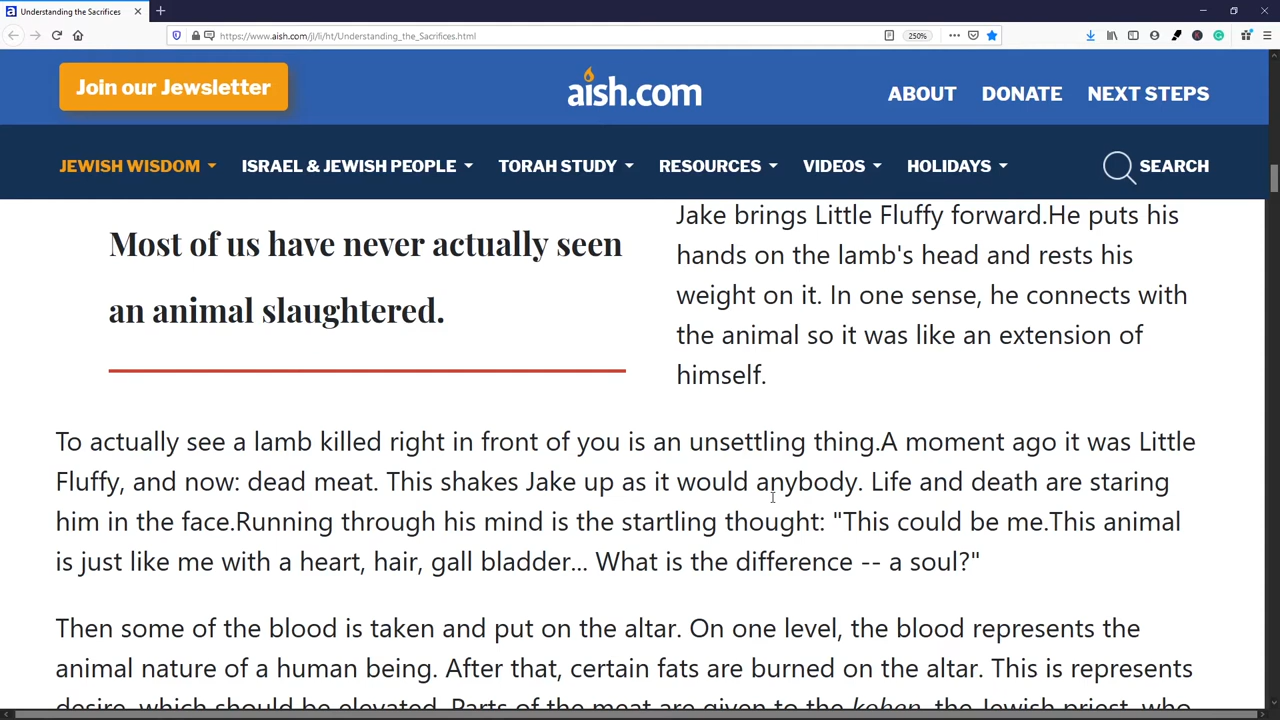 Understanding the Sacrifices
https://www.aish.com/jl/li/ht/Understanding_the_Sacrifices.html
250%
Join our Jewsletter
aish.com
ABOUT DONATE NEXT STEPS
JEWISH WISDOM ISRAEL & JEWISH PEOPLE TORAH STUDY RESOURCES VIDEOS HOLIDAYS SEARCH
Most of us have never actually seen
an animal slaughtered.
Jake brings Little Fluffy forward.He puts his
hands on the lamb's head and rests his
weight on it. In one sense, he connects with
the animal so it was like an extension of
himself.
To actually see a lamb killed right in front of you is an unsettling thing.A moment ago it was Little
Fluffy, and now: dead meat. This shakes Jake up as it would anybody. Life and death are staring
him in the face.Running through his mind is the startling thought: "This could be me.This animal
is just like me with a heart, hair, gall bladder... What is the difference -- a soul?"
Then some of the blood is taken and put on the altar. On one level, the blood represents the
animal nature of a human being. After that, certain fats are burned on the altar. This is represents
desire, which should be elevated. Parts of the meat are given to the kohen, the Jewish priest, who